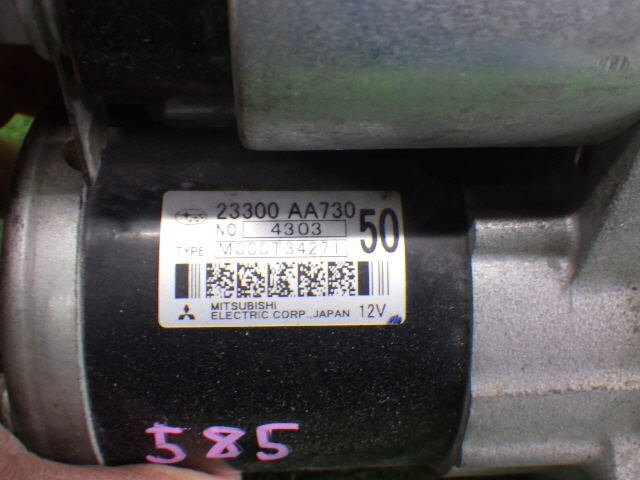 23300 AA730
NO 4303 50
TYPE M000T34271
MITSUBISHI
ELECTRIC CORP.,JAPAN 12V
585